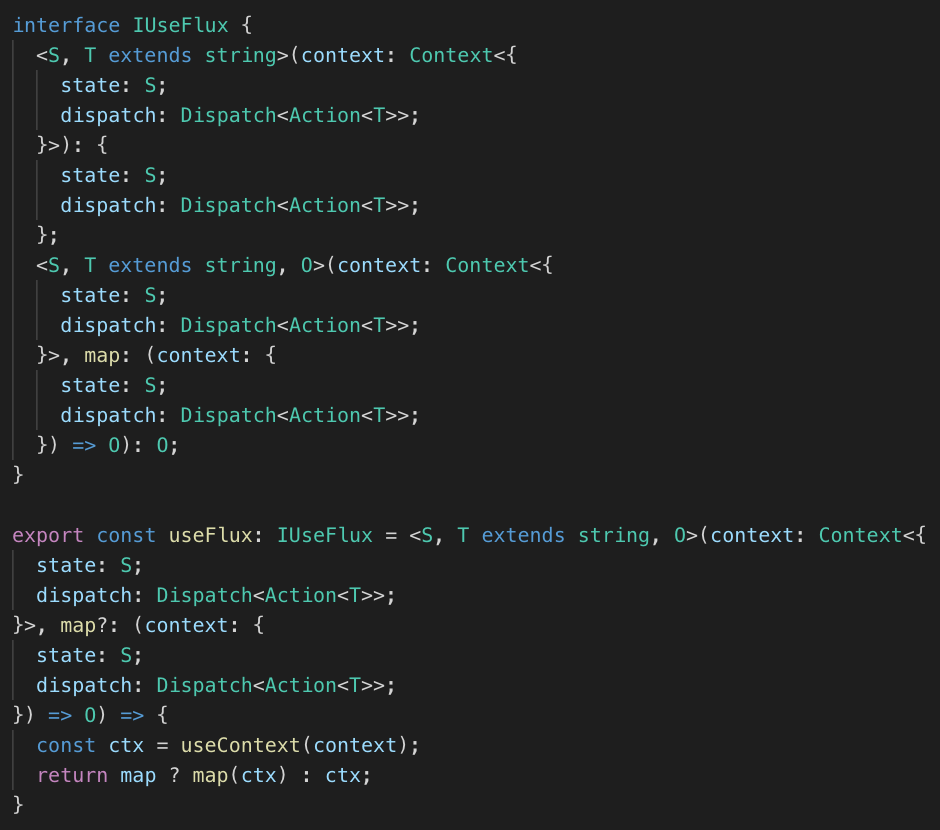 interface IUseFlux {
  <S, T extends string>(context: Context<{
    state: S;
    dispatch: Dispatch<Action<T>>;
  }>): {
    state: S;
    dispatch: Dispatch<Action<T>>;
  };
  <S, T extends string, O>(context: Context<{
    state: S;
    dispatch: Dispatch<Action<T>>;
  }>, map: (context: {
    state: S;
    dispatch: Dispatch<Action<T>>;
  }) => O): O;
}

export const useFlux: IUseFlux = <S, T extends string, O>(context: Context<{
  state: S;
  dispatch: Dispatch<Action<T>>;
}>, map?: (context: {
  state: S;
  dispatch: Dispatch<Action<T>>;
}) => O) => {
  const ctx = useContext(context);
  return map ? map(ctx) : ctx;
}